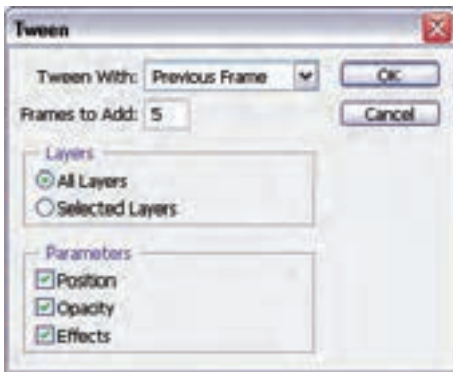 Tween
Tween With: Previous Frame
OK
Frames to Add: 5
Cancel
Layers
All Layers
Selected Layers
Parameters
Position
Opacity
Effects